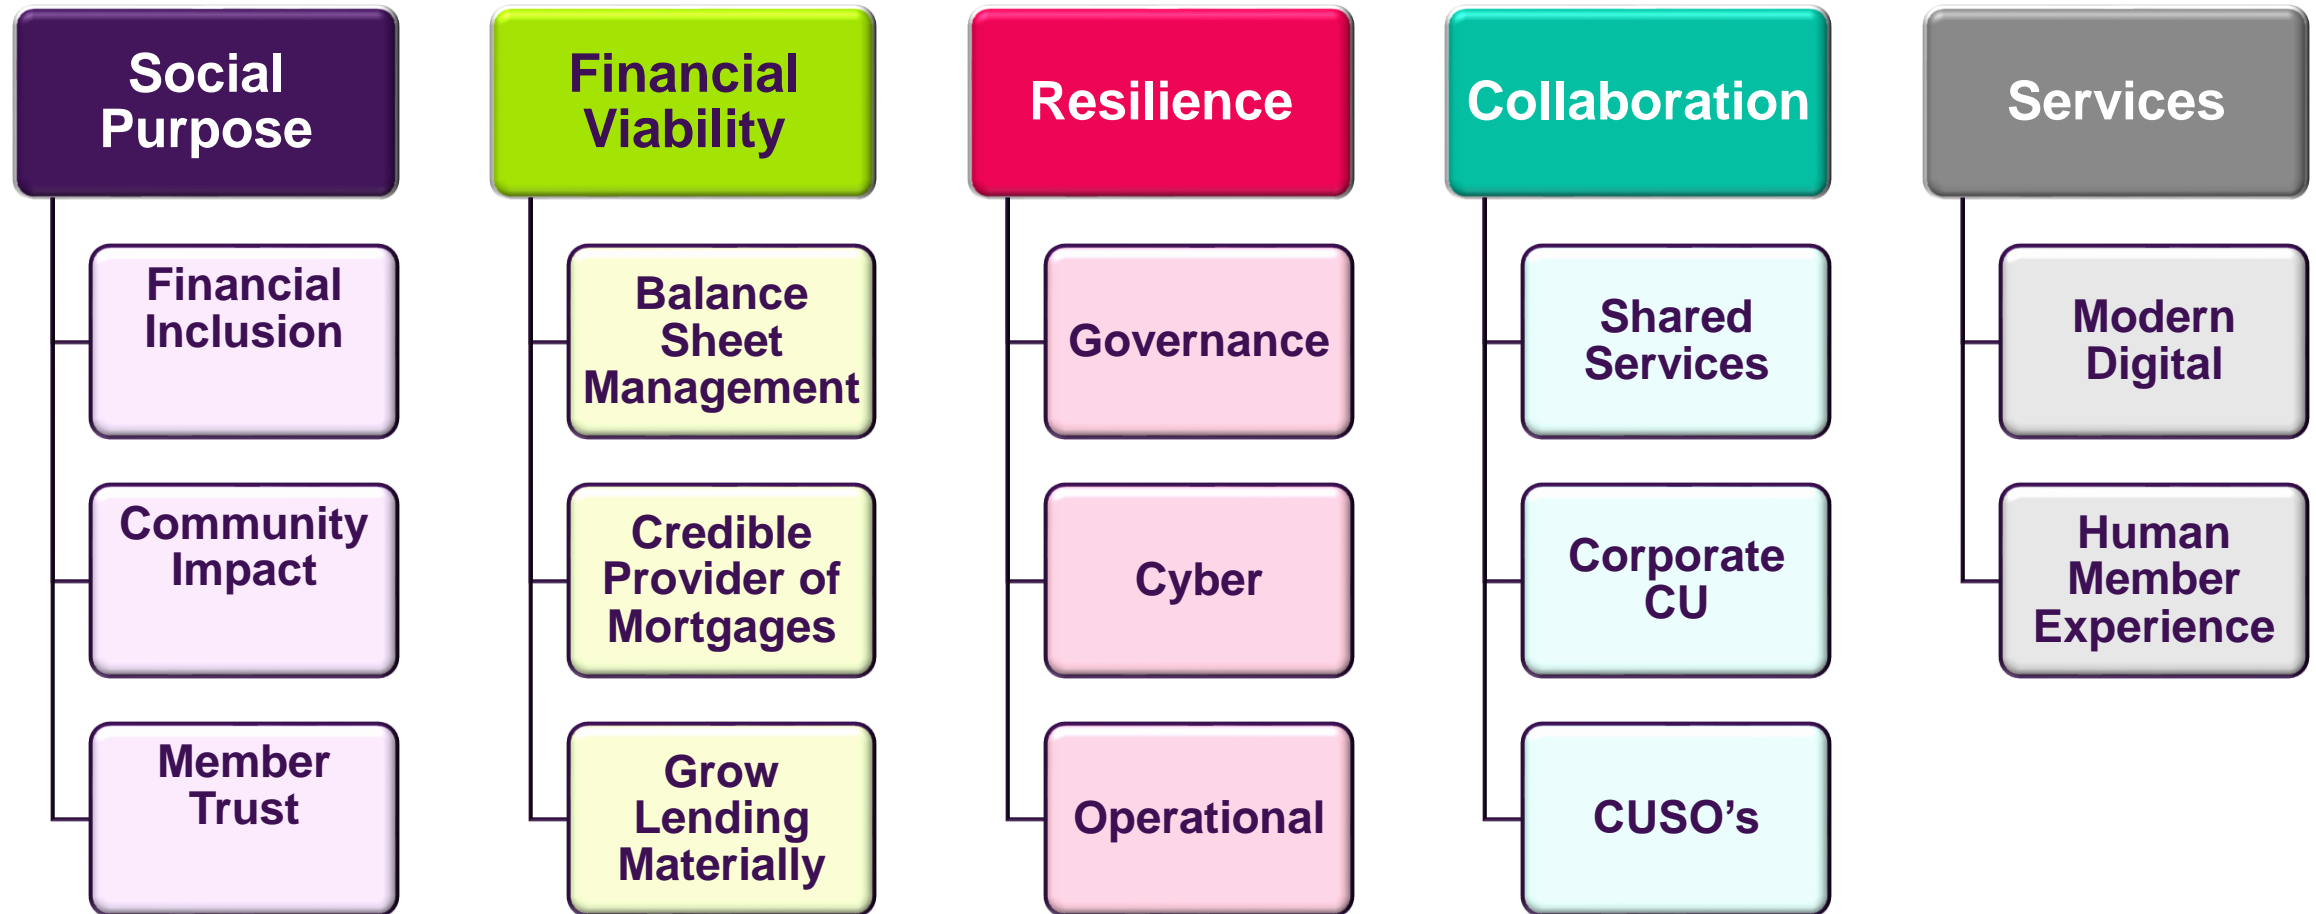 Social
Purpose
Financial
Inclusion
Community
Impact
Member
Trust
Financial
Viability
Balance
Sheet
Management
Credible
Provider of
Mortgages
Grow
Lending
Materially
Resilience
Governance
Cyber
Operational
Collaboration
Shared
Services
Corporate
CU
CUSO’s
Services
Modern
Digital
Human
Member
Experience